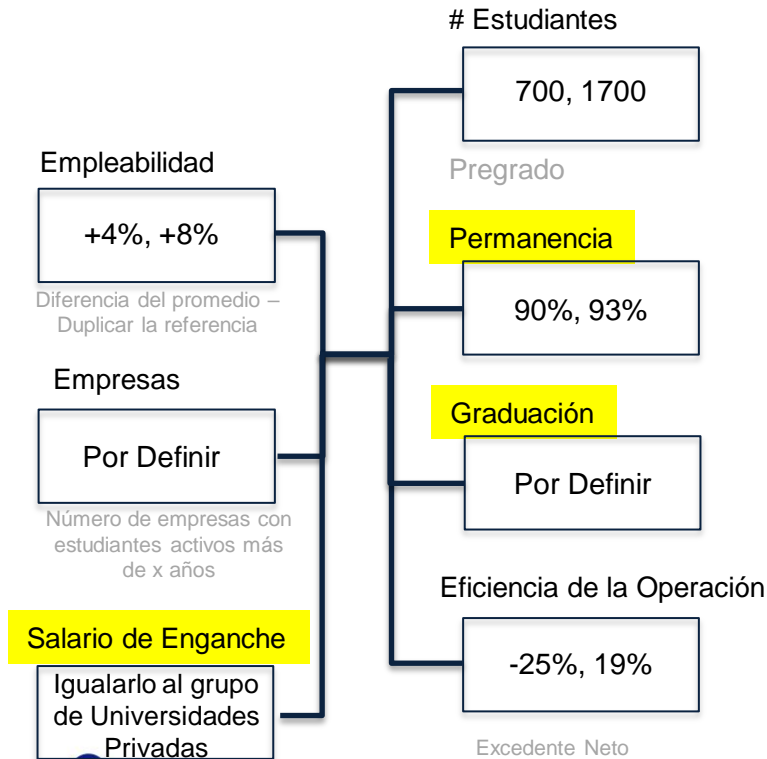 # Estudiantes
700, 1700
Pregrado
Empleabilidad
+4%, +8%
Diferencia del promedio –
Duplicar la referencia
Permanencia
90%, 93%
Empresas
Por Definir
Número de empresas con
estudiantes activos más
de x años
Graduación
Por Definir
Salario de Enganche
Igualarlo al grupo
de Universidades
Privadas
Eficiencia de la Operación
-25%, 19%
Excedente Neto